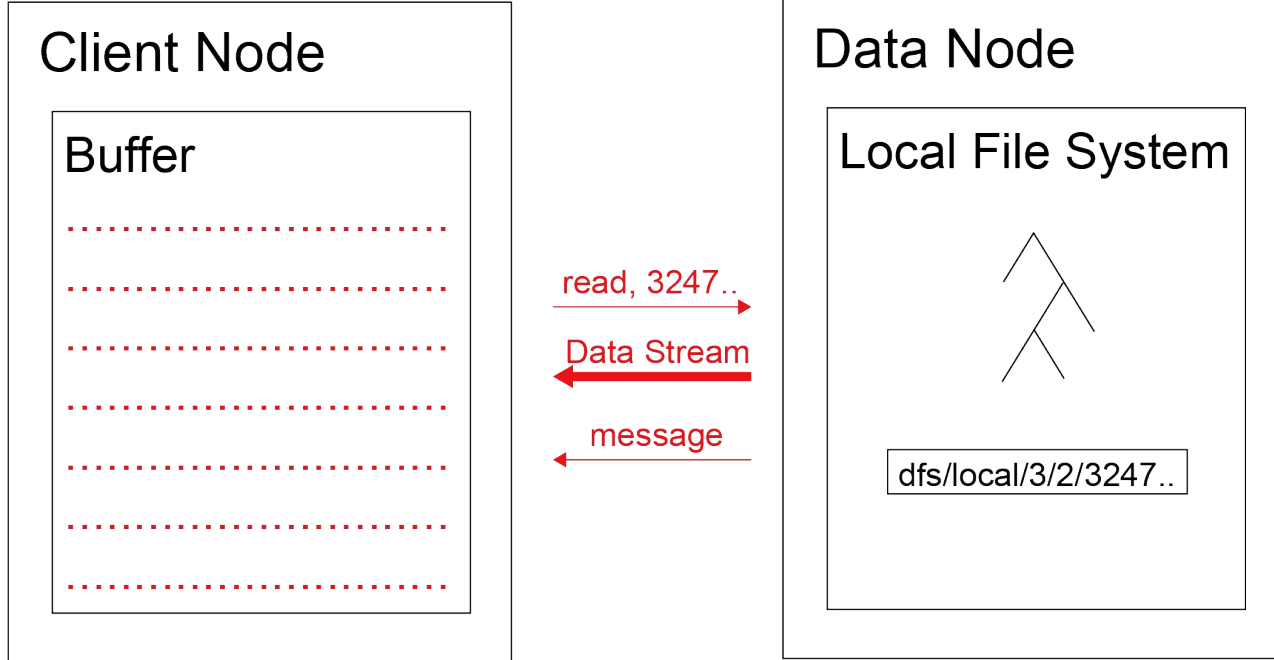 Client Node
Buffer
read, 3247..
Data Stream
message
Data Node
Local File System
dfs/local/3/2/3247..